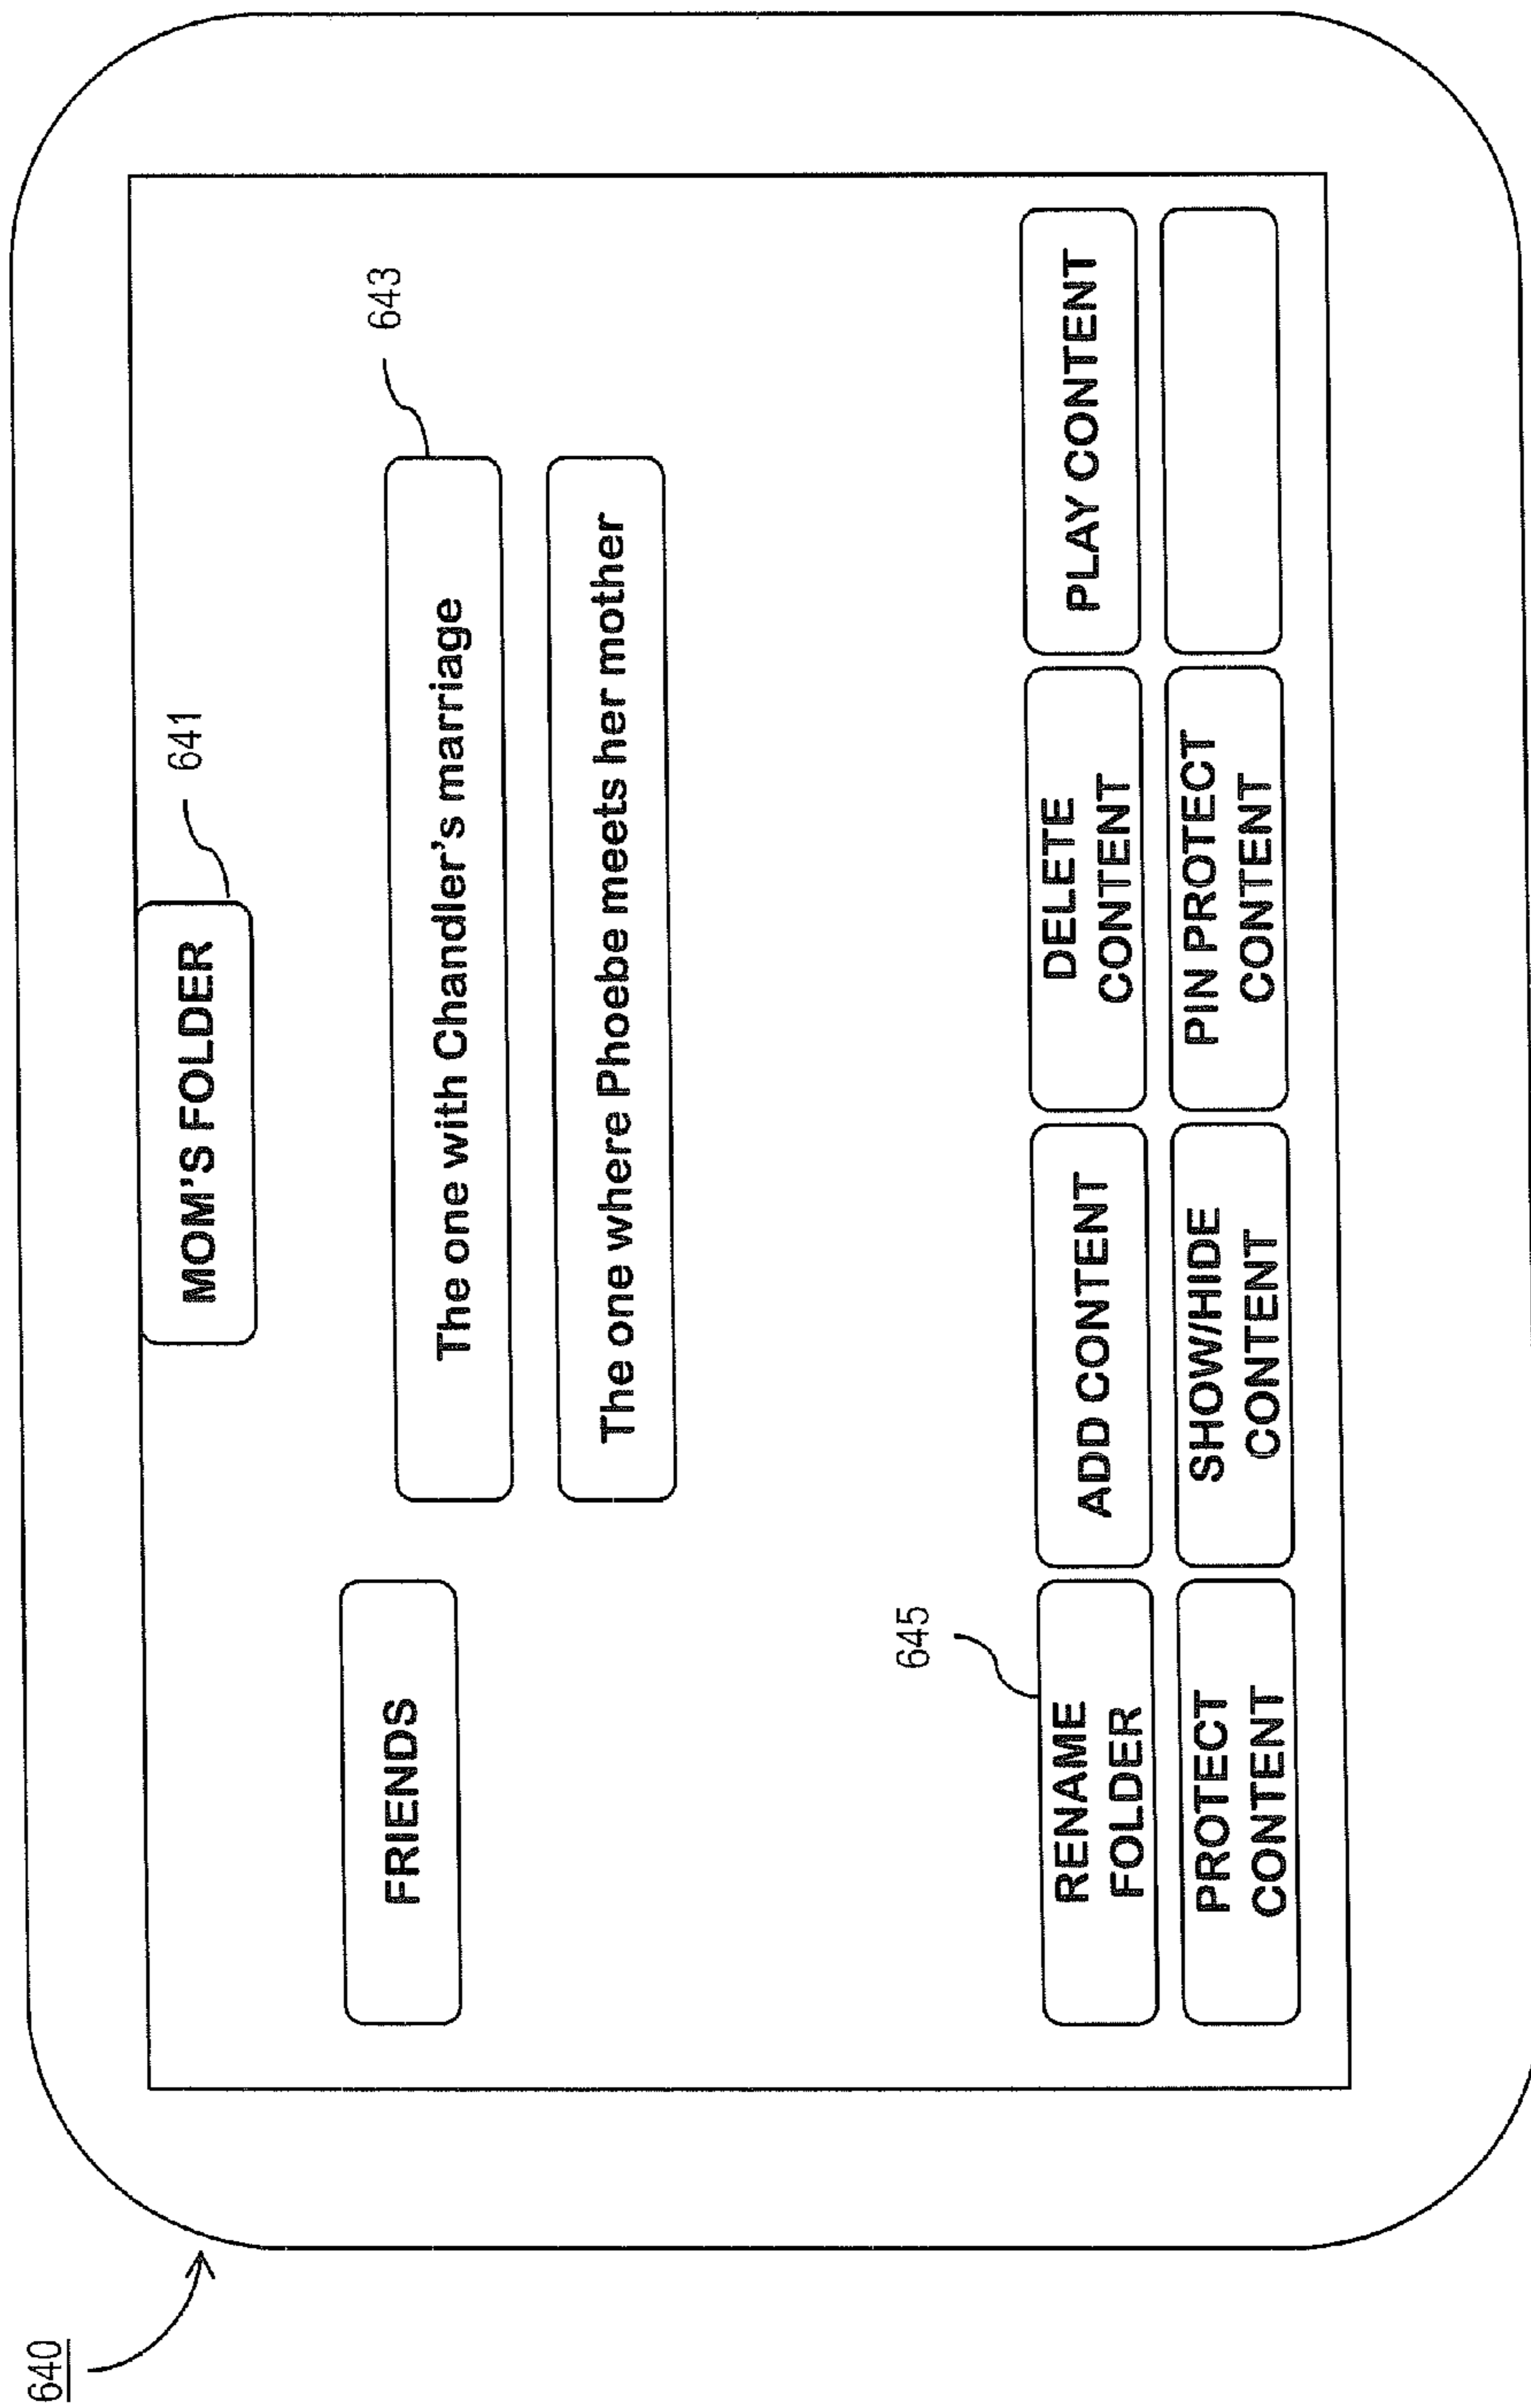 640
MOM'S FOLDER
641
FRIENDS
643
The one with Chandler's marriage
The one where Phoebe meets her mother
645
RENAME
FOLDER
ADD CONTENT
DELETE
CONTENT
PLAY CONTENT
PROTECT
CONTENT
SHOW/HIDE
CONTENT
PIN PROTECT
CONTENT